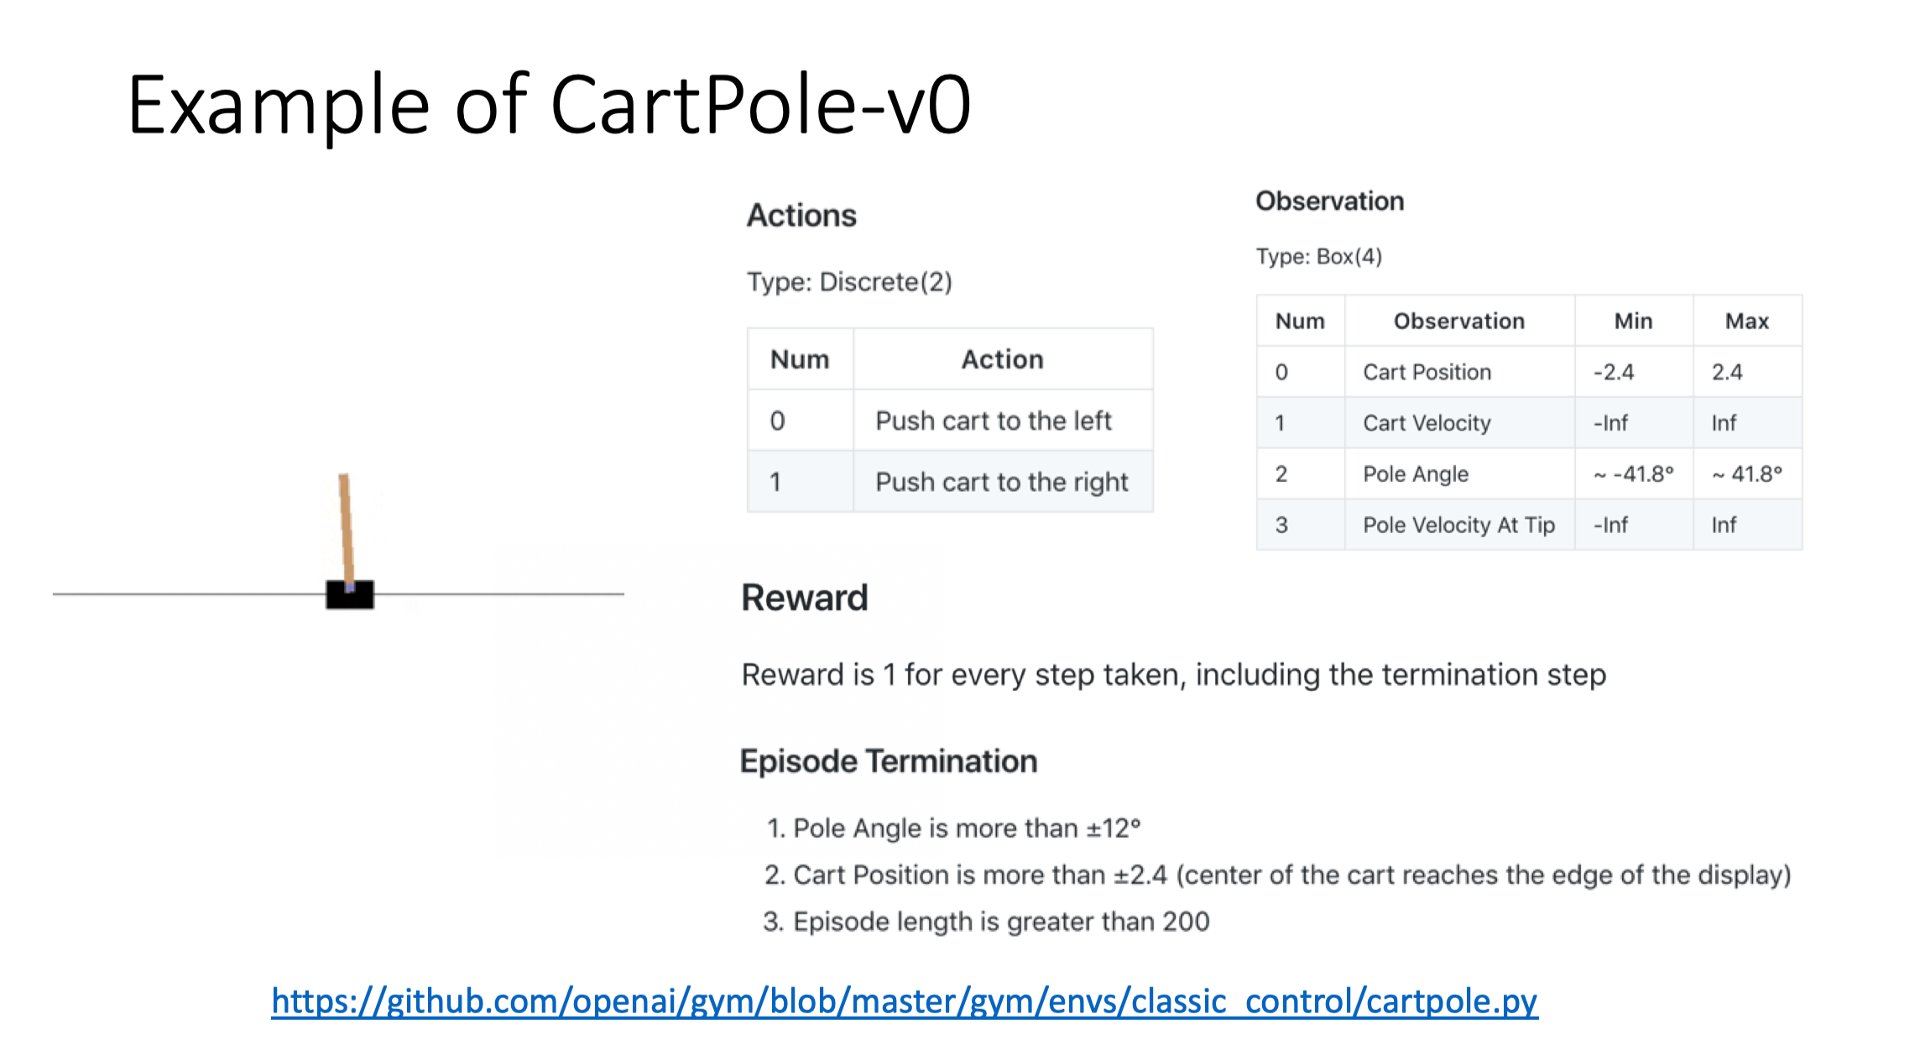 Example of CartPole-v0
Actions
Type: Discrete(2)
Num Action
0 Push cart to the left
1 Push cart to the right
Observation
Type: Box(4)
Num Observation Min Max
0 Cart Position -2.4 2.4
1 Cart Velocity -Inf Inf
2 Pole Angle ~ -41.8° ~ 41.8°
3 Pole Velocity At Tip -Inf Inf
Reward
Reward is 1 for every step taken, including the termination step
Episode Termination
1. Pole Angle is more than ±12°
2. Cart Position is more than ±2.4 (center of the cart reaches the edge of the display)
3. Episode length is greater than 200
https://github.com/openai/gym/blob/master/gym/envs/classic_control/cartpole.py